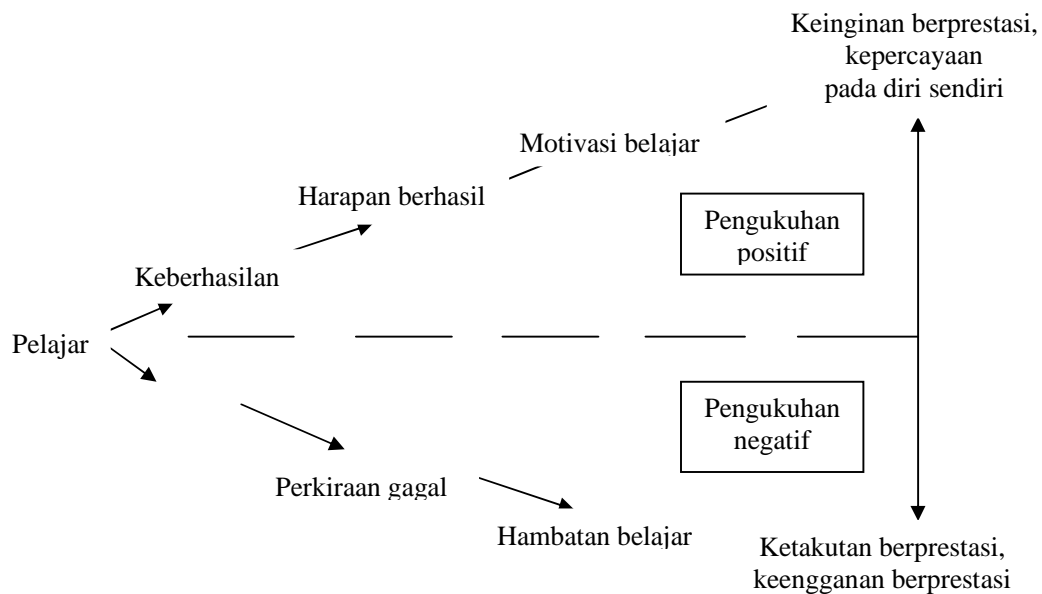 Keinginan berprestasi,
kepercayaan
pada diri sendiri
Motivasi belajar
Harapan berhasil
Pengukuhan
positif
Keberhasilan
Pelajar
Pengukuhan
negatif
Perkiraan gagal
Hambatan belajar
Ketakutan berprestasi,
keengganan berprestasi